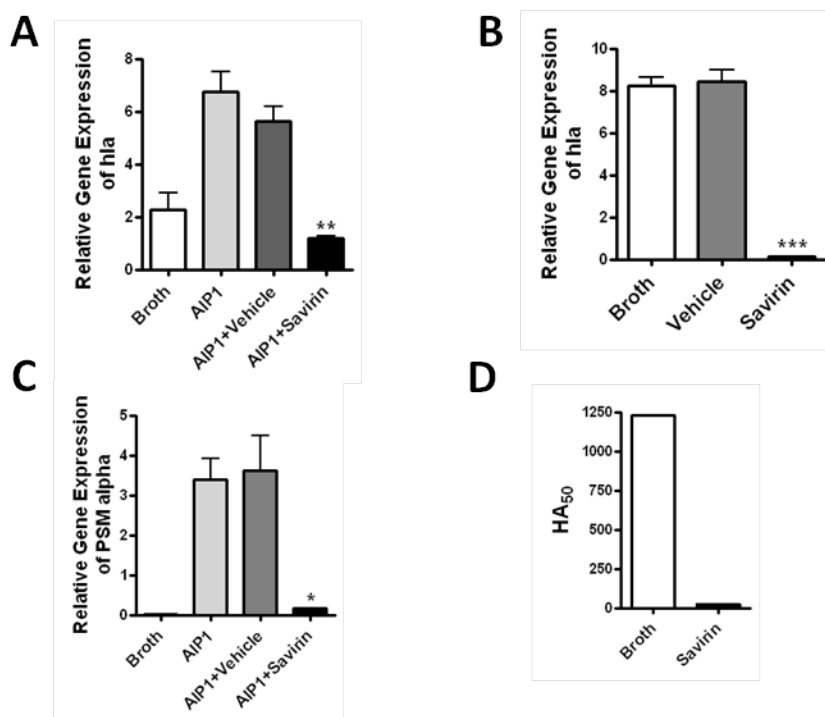 A
Relative Gene Expression
of hla
8
6
4
2
0
Broth
AIP1
AIP1+Vehicle
AIP1+Savirin
**
B
Relative Gene Expression
of hla
10
8
6
4
2
0
Broth
Vehicle
Savirin
***
C
Relative Gene Expression
of PSM alpha
5
4
3
2
1
0
Broth
AIP1
AIP1+Vehicle
AIP1+Savirin
*
D
HA50
1250
1000
750
500
250
0
Broth
Savirin